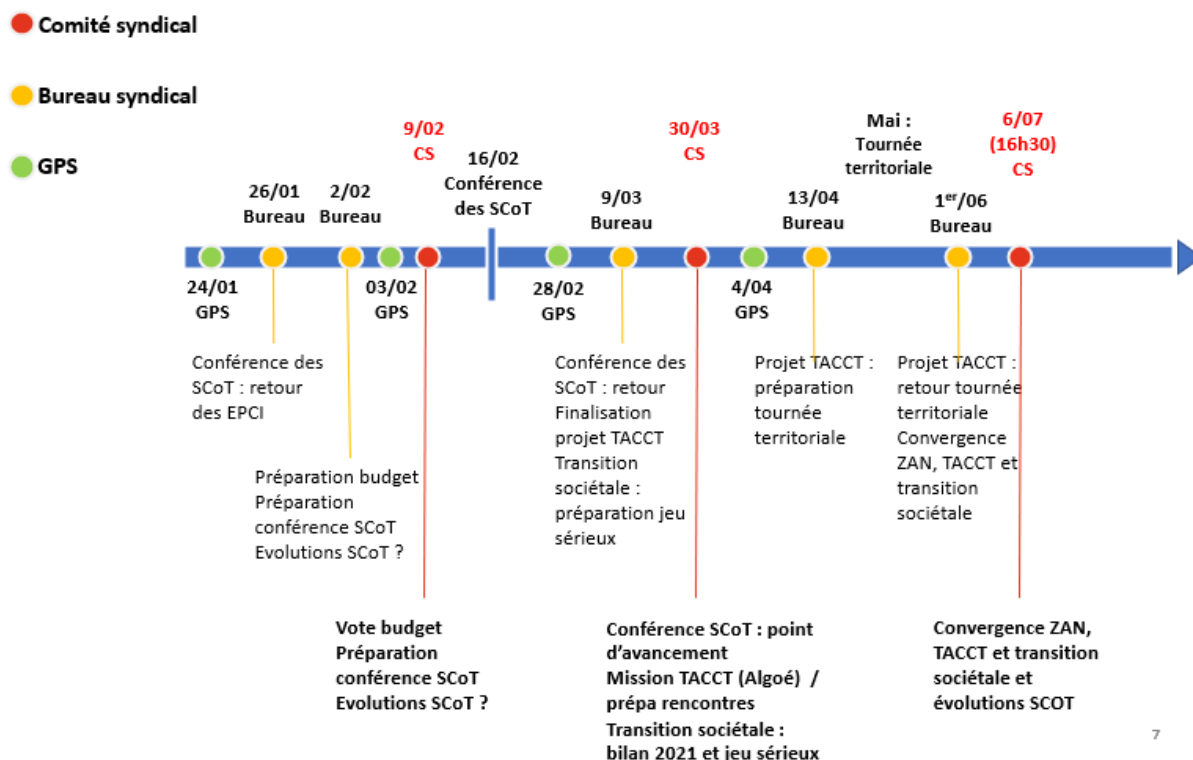 Comité syndical
Bureau syndical
GPS
26/01
Bureau
2/02
Bureau
9/02
CS
16/02
Conférence
des SCoT
9/03
Bureau
30/03
CS
13/04
Bureau
Mai :
Tournée
territoriale
1er/06
Bureau
6/07
(16h30)
CS
24/01
GPS
03/02
GPS
28/02
GPS
4/04
GPS
Conférence des
SCoT : retour
des EPCI
Préparation budget
Préparation
conférence SCoT
Evolutions SCoT ?
Conférence des
SCoT : retour
Finalisation
projet TACCT
Transition
sociétale :
préparation jeu
sérieux
Projet TACCT :
préparation
tournée
territoriale
Projet TACCT :
retour tournée
territoriale
Convergence
ZAN, TACCT et
transition
sociétale
Vote budget
Préparation
conférence SCoT
Evolutions SCoT ?
Conférence SCoT : point
d’avancement
Mission TACCT (Algoé) /
prépa rencontres
Transition sociétale :
bilan 2021 et jeu sérieux
Convergence ZAN,
TACCT et transition
sociétale et
évolutions SCOT
7